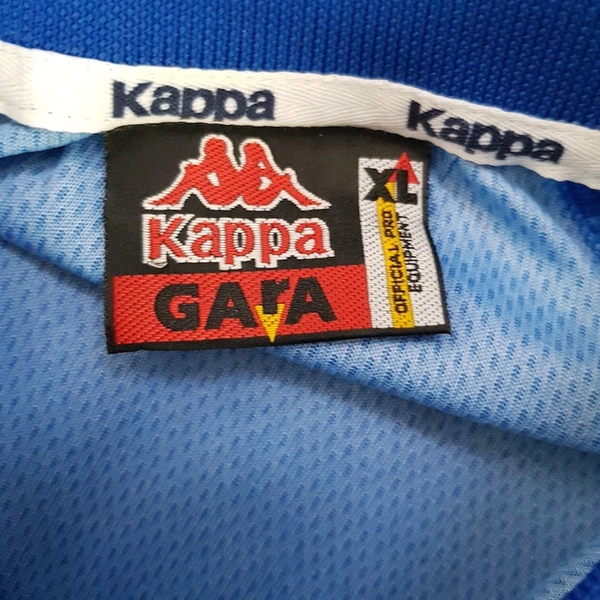 Kappa
Kappa
Kappa
GArA
XL
OFFICIAL PRO
EQUIPMENT